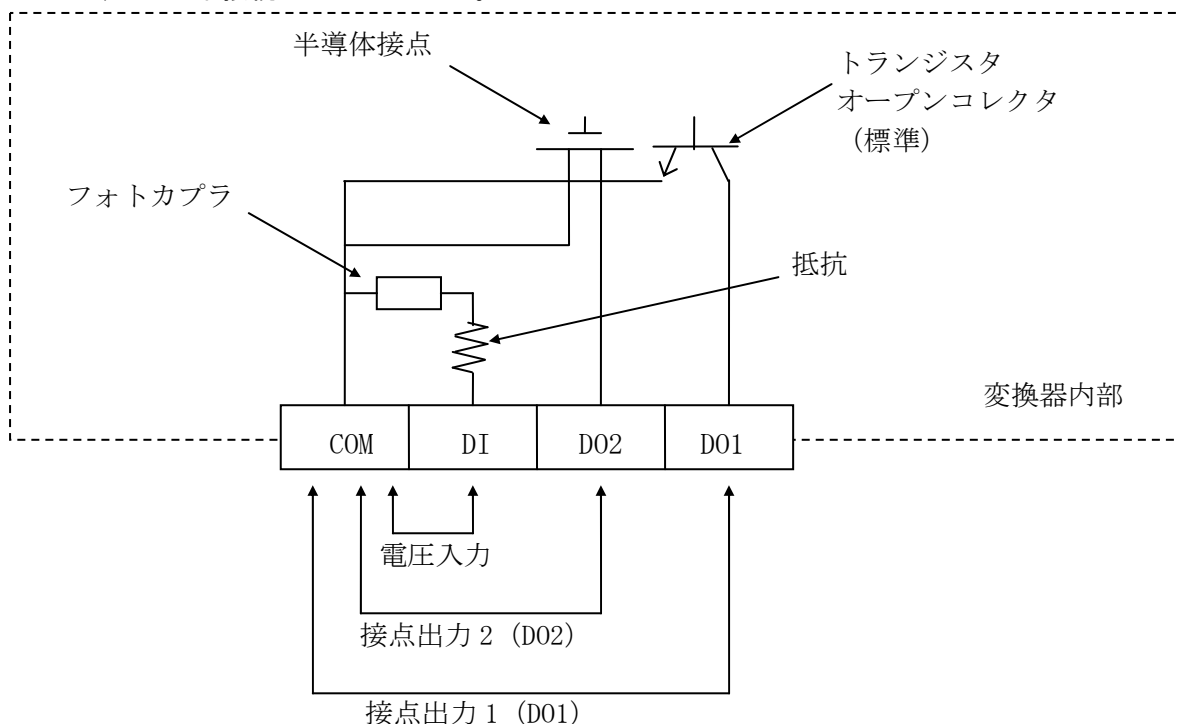 半導体接点
トランジスタ
オープンコレクタ
（標準）
フォトカプラ
抵抗
変換器内部
COM DI DO2 DO1
電圧入力
接点出力 2 (DO2)
接点出力 1 (DO1)